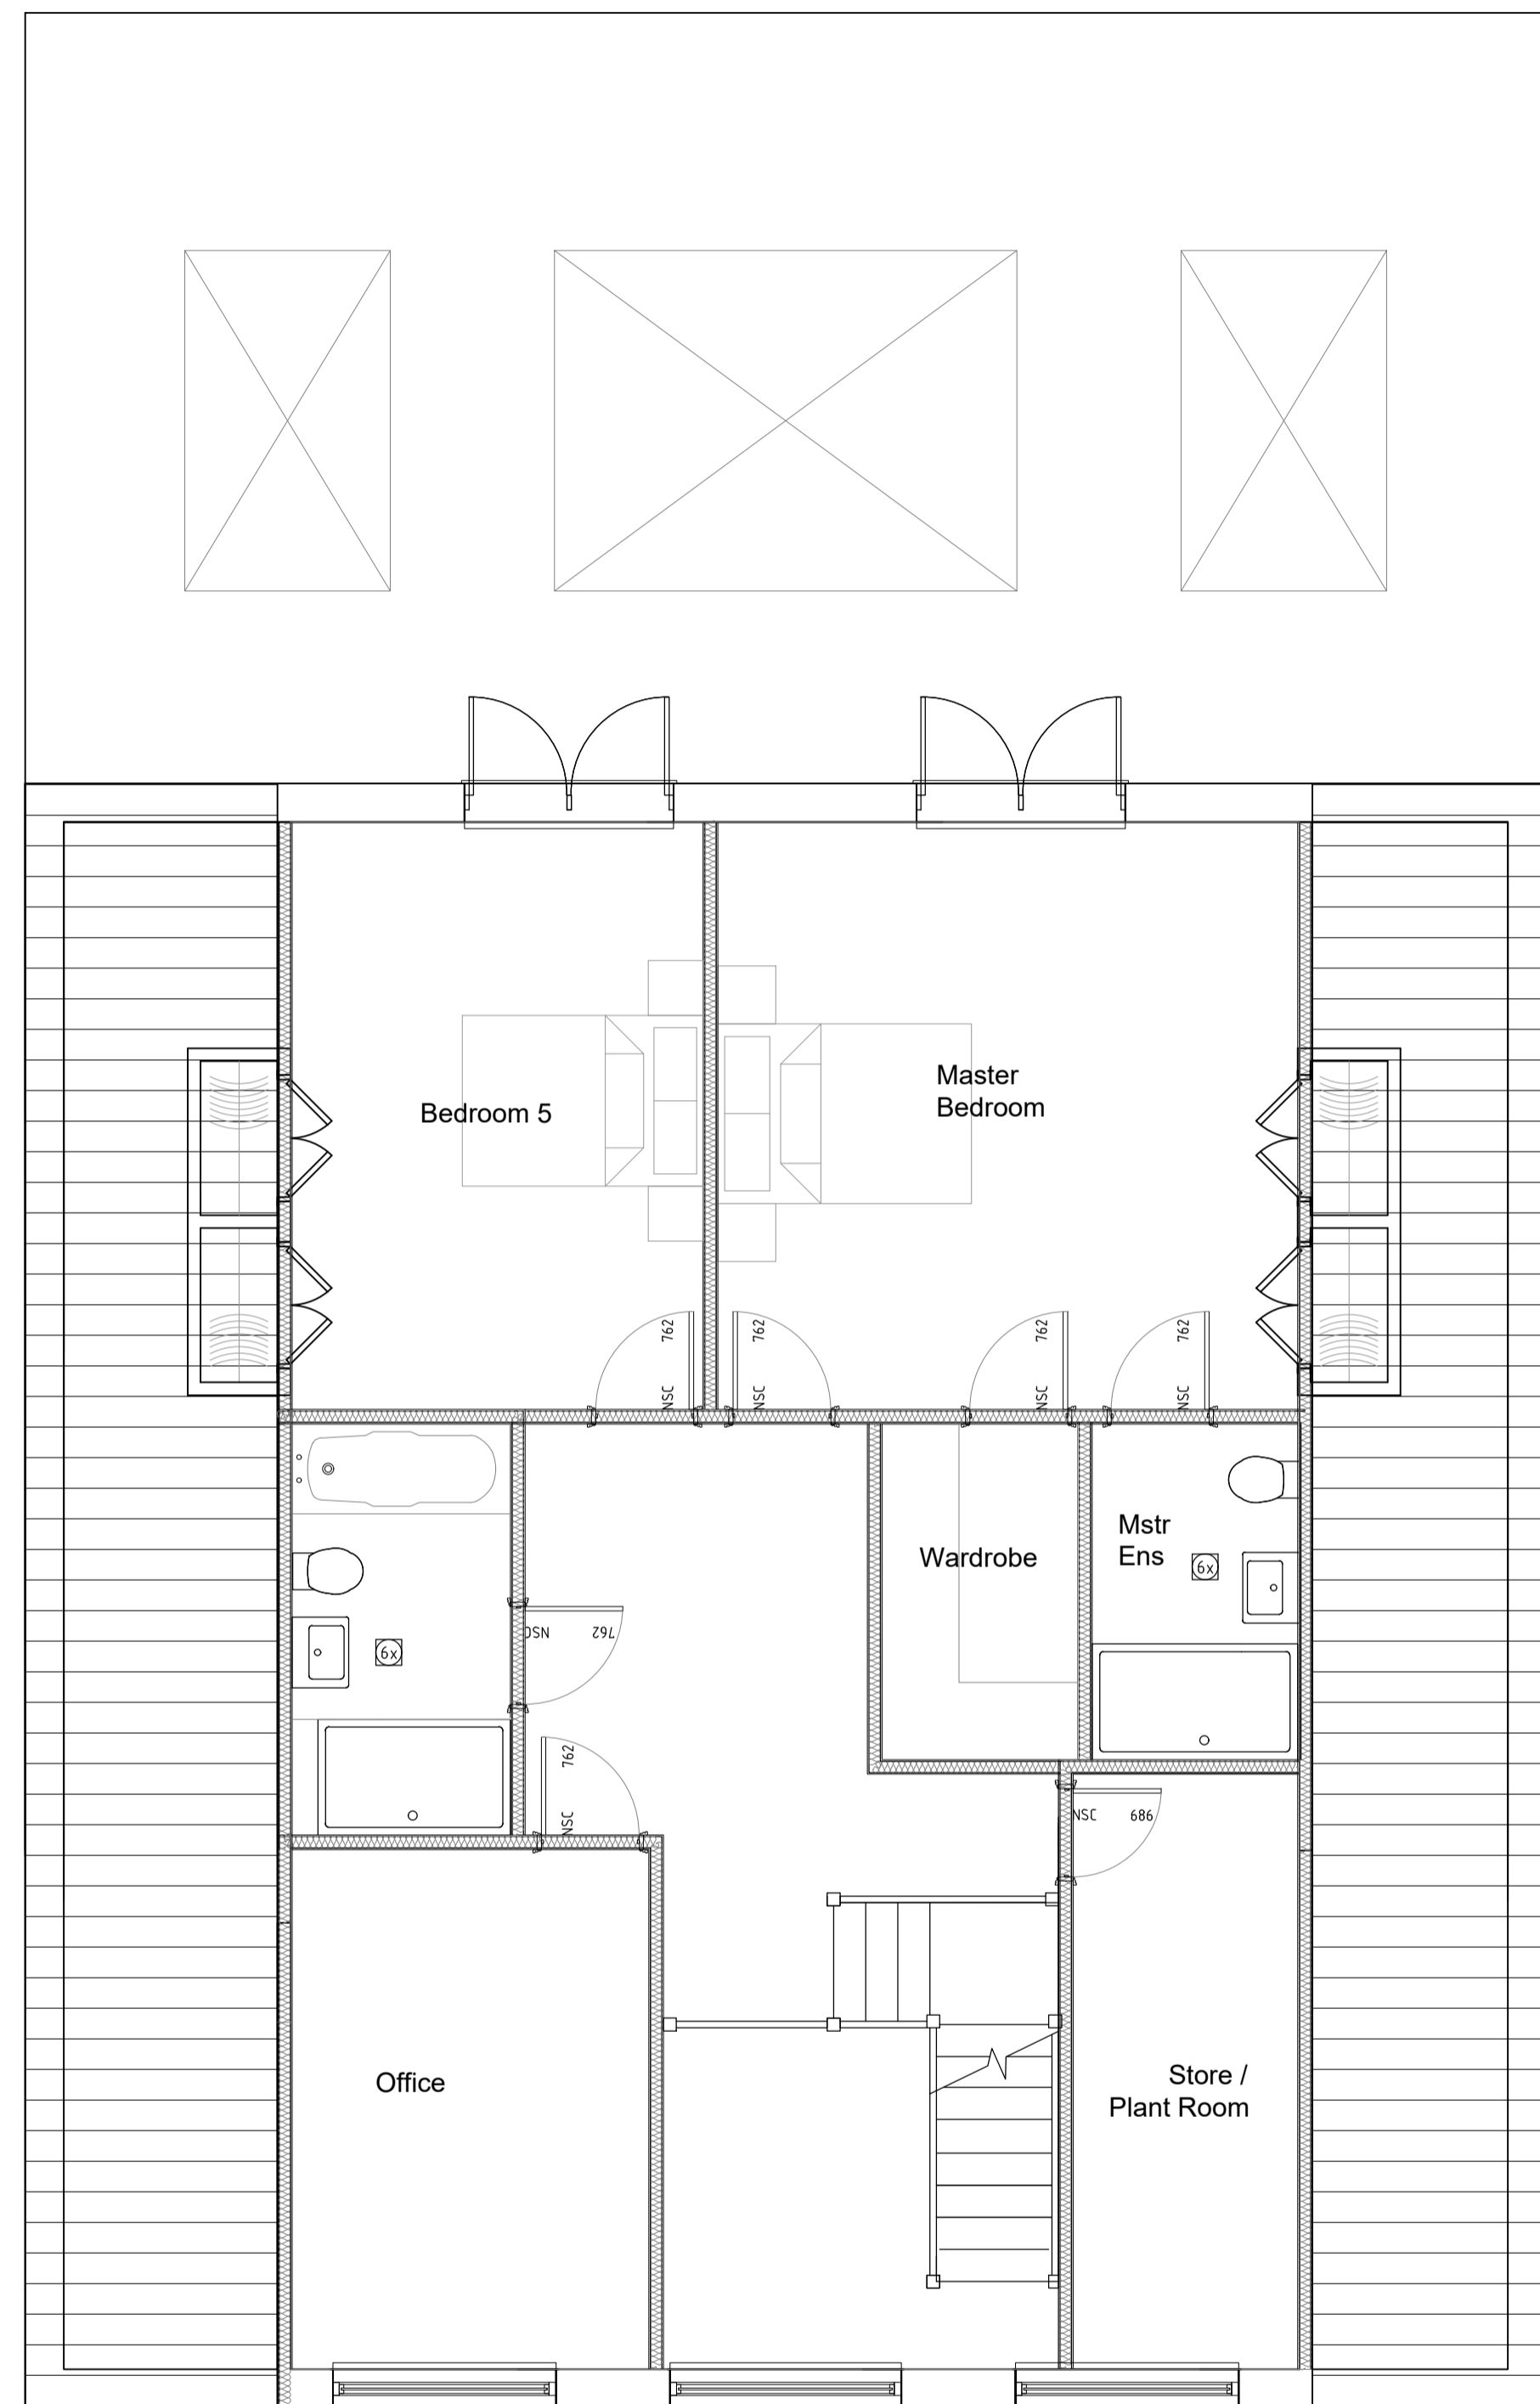 Master
Bedroom
Bedroom 5
762
NSC
762
NSC
762
NSC
762
NSC
Mstr
Ens
Wardrobe
6x
NSC 762
6x
762
NSC
NSC 686
Office
Store /
Plant Room